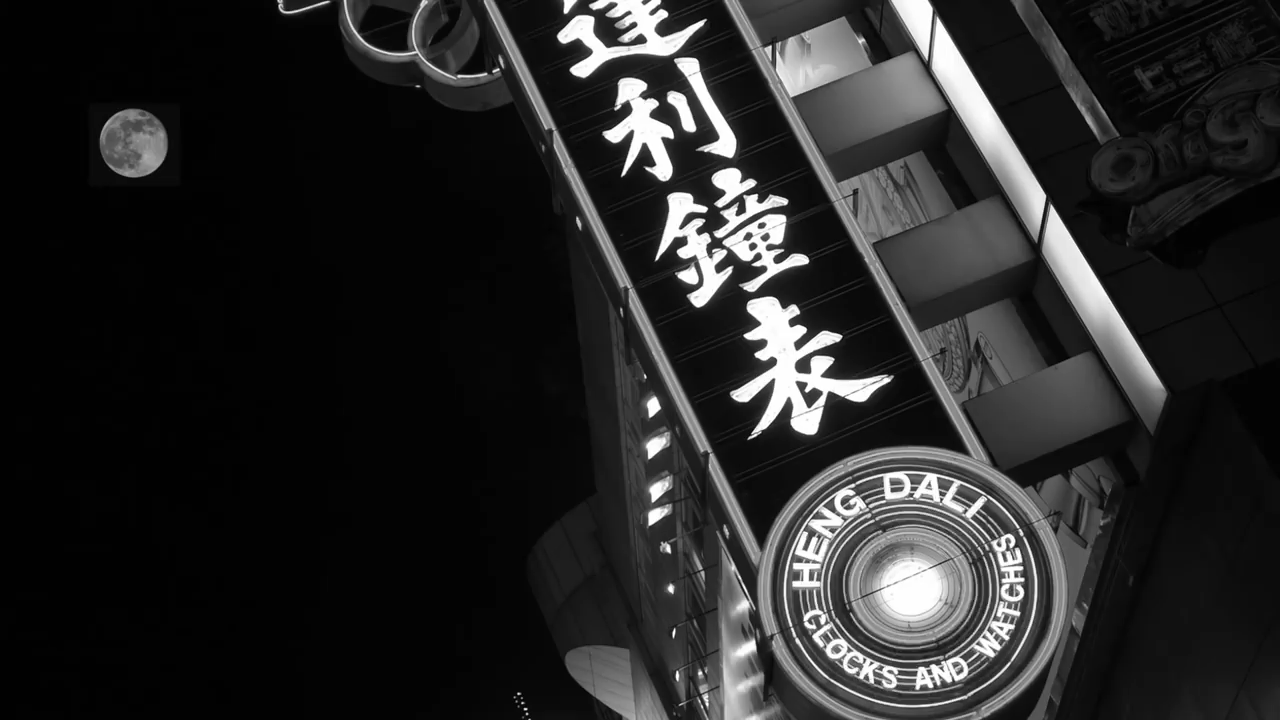 達利鐘表
HENG DALI
CLOCKS AND WATCHES